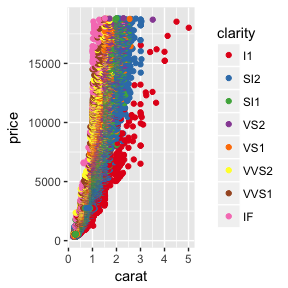 clarity
I1
SI2
SI1
VS2
VS1
VVS2
VVS1
IF
price
15000
10000
5000
0
0 1 2 3 4 5
carat